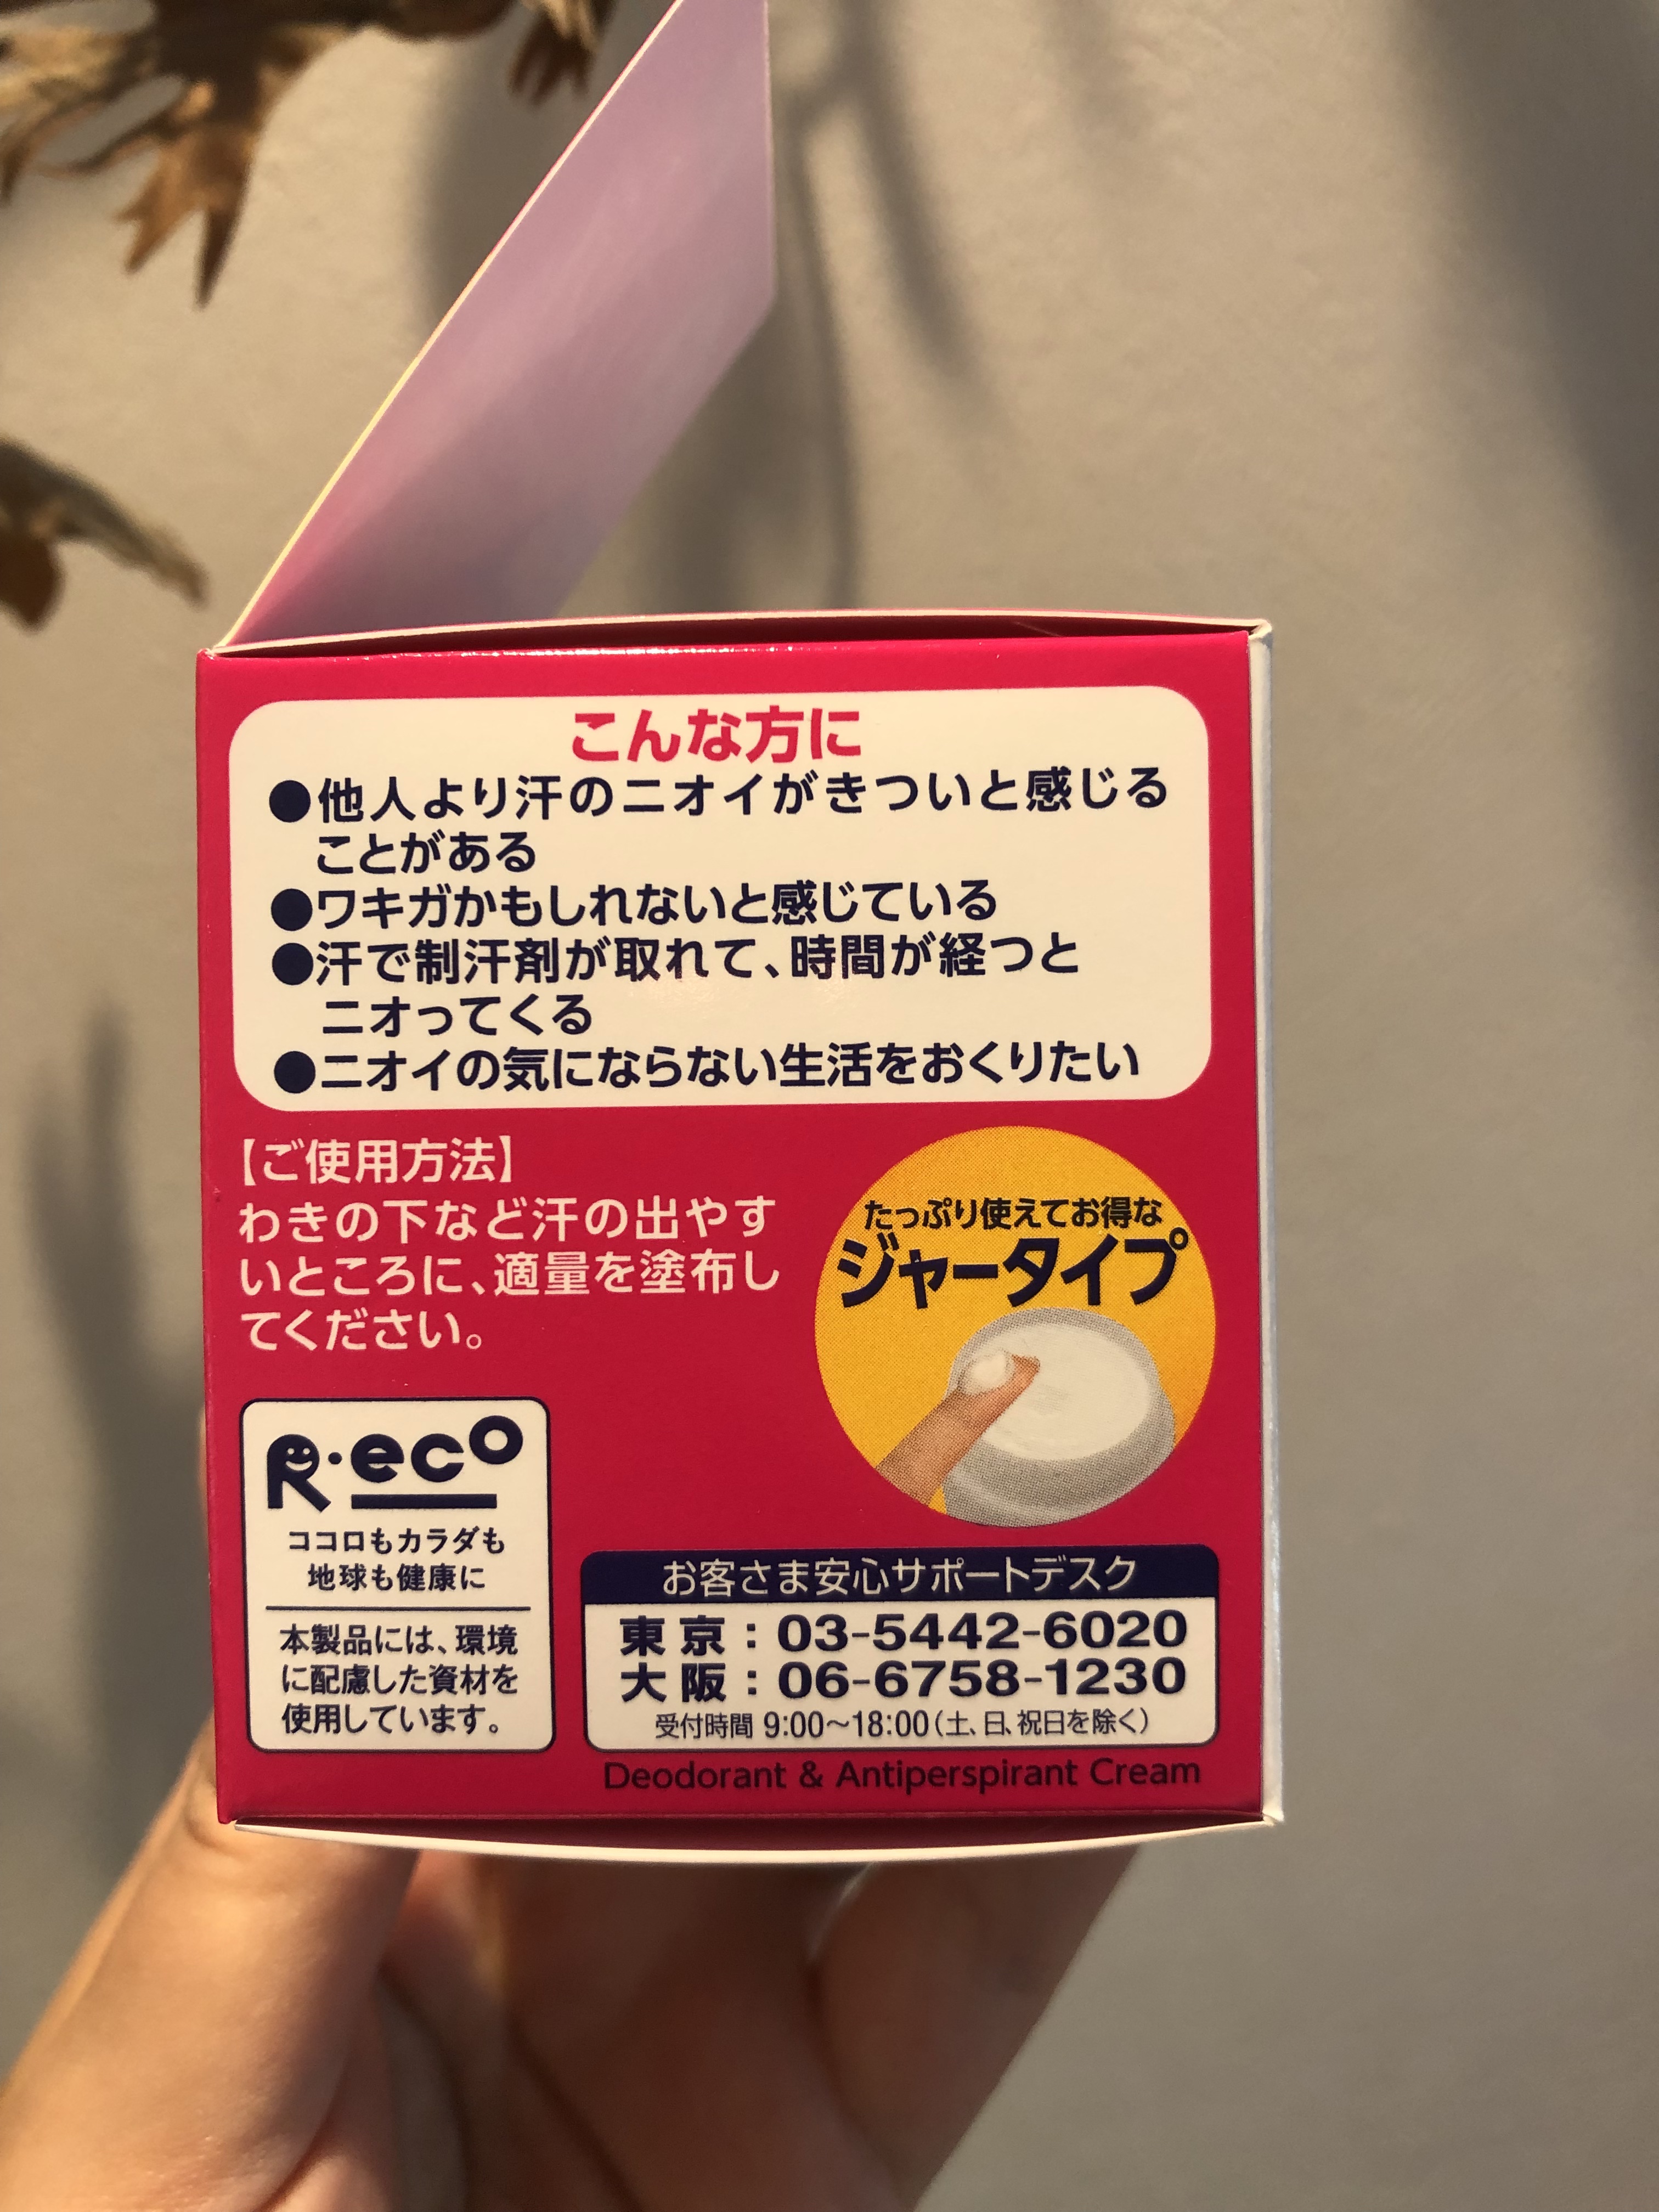 こんな方に
●他人より汗のニオイがきついと感じる
ことがある
●ワキガかもしれないと感じている
●汗で制汗剤が取れて、時間が経つと
ニオってくる
●ニオイの気にならない生活をおくりたい
【ご使用方法】
わきの下など汗の出やす
いところに、適量を塗布し
てください。
たっぷり使えてお得な
ジャータイプ
R・eco
ココロもカラダも
地球も健康に
本製品には、環境
に配慮した資材を
使用しています。
お客さま安心サポートデスク
東京：03-5442-6020
大阪：06-6758-1230
受付時間 9:00〜18:00（土、日、祝日を除く）
Deodorant & Antiperspirant Cream